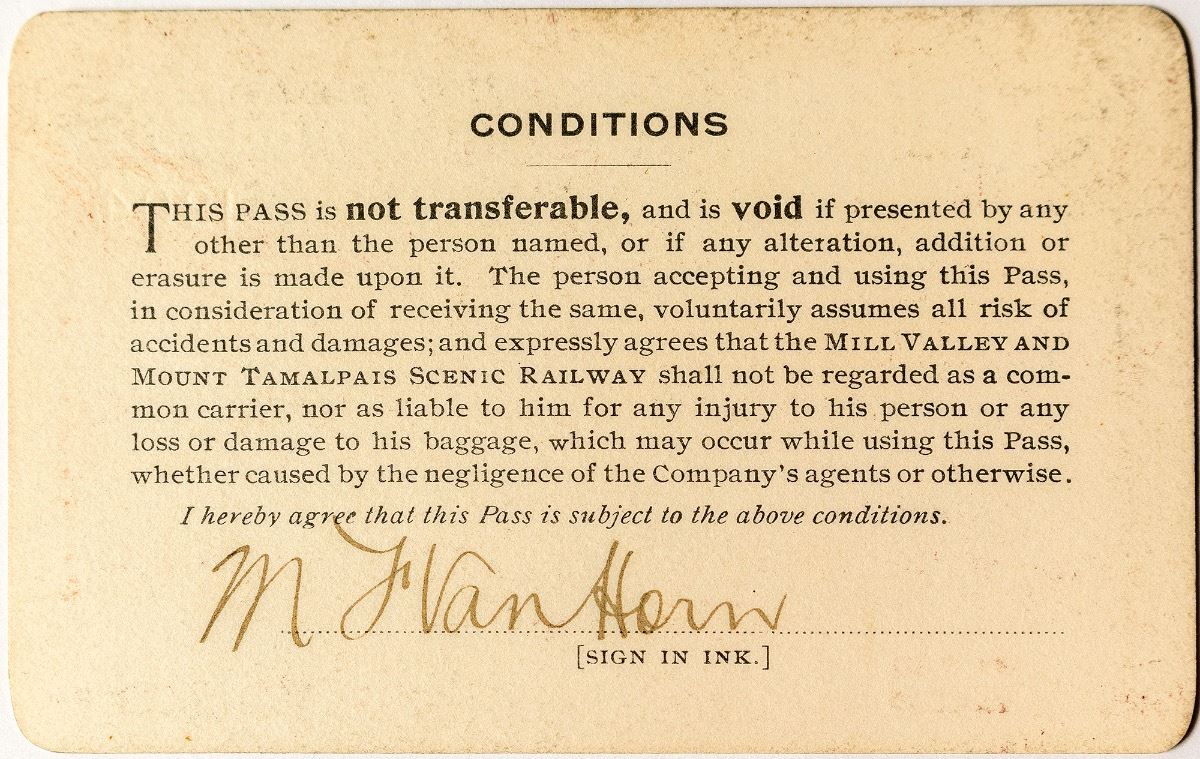 CONDITIONS
THIS PASS is not transferable, and is void if presented by any
other than the person named, or if any alteration, addition or
erasure is made upon it. The person accepting and using this Pass,
in consideration of receiving the same, voluntarily assumes all risk of
accidents and damages; and expressly agrees that the MILL VALLEY AND
MOUNT TAMALPAIS SCENIC RAILWAY shall not be regarded as a com-
mon carrier, nor as liable to him for any injury to his person or any
loss or damage to his baggage, which may occur while using this Pass,
whether caused by the negligence of the Company's agents or otherwise.
I hereby agree that this Pass is subject to the above conditions.
M F Van Horn
[SIGN IN INK.]